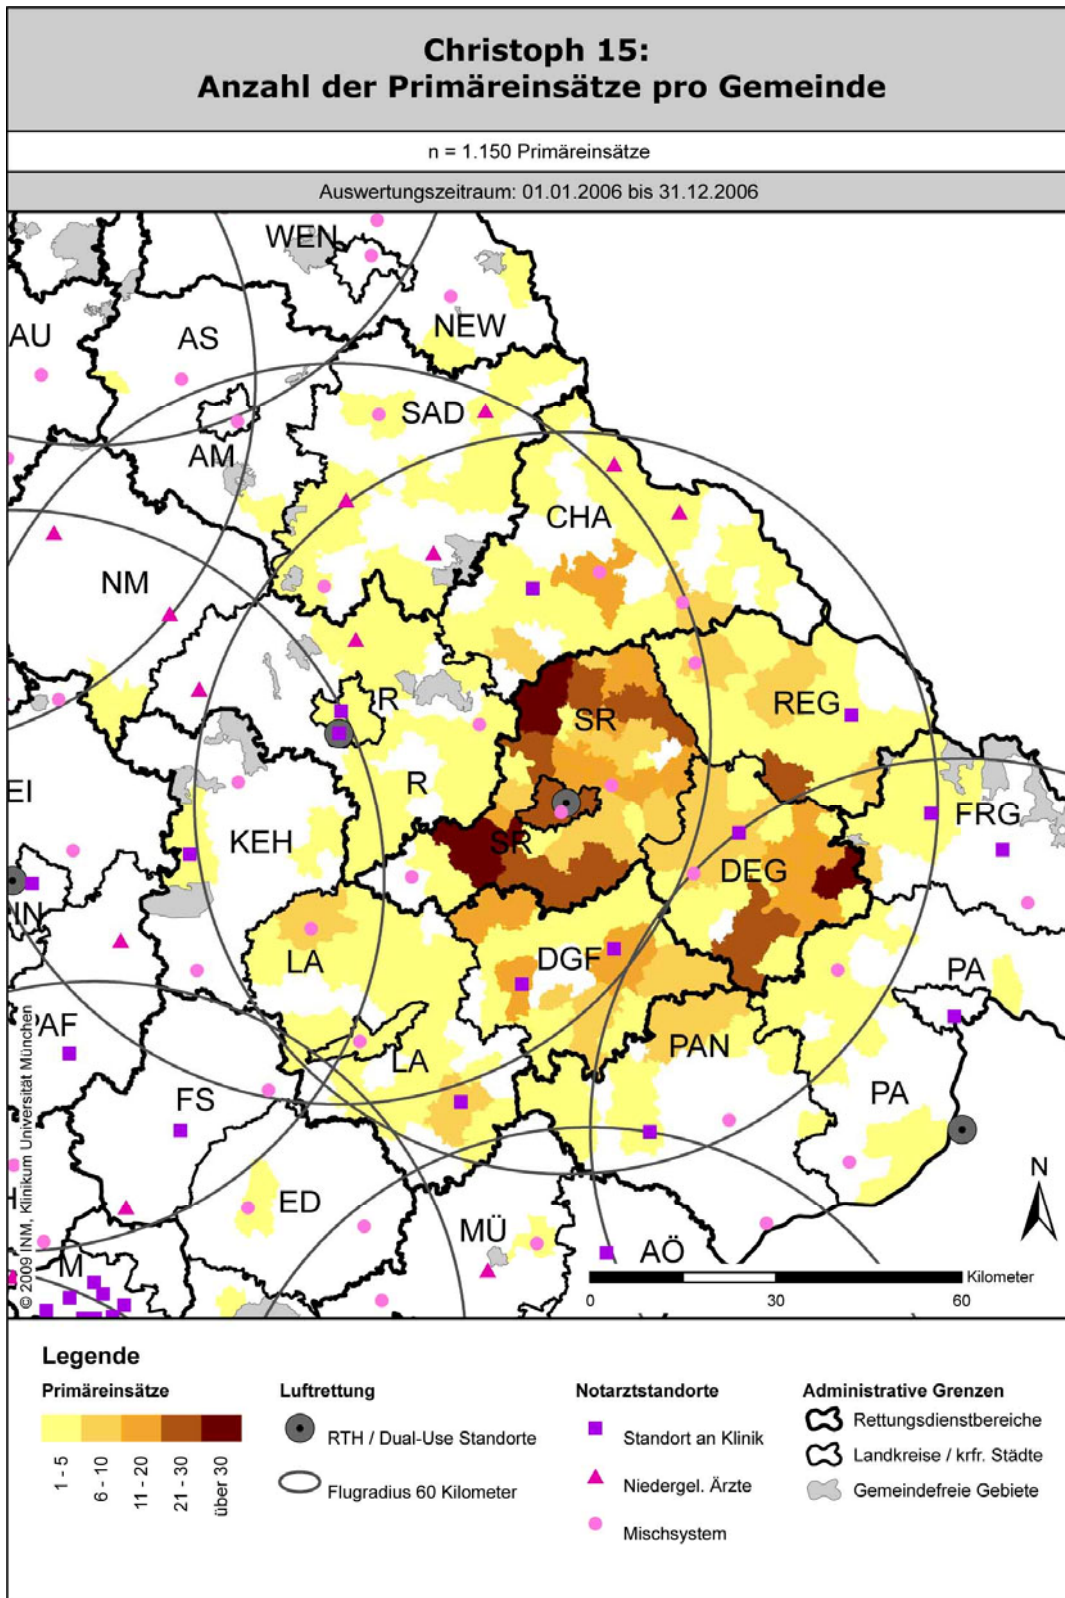 Christoph 15:
Anzahl der Primäreinsätze pro Gemeinde
n = 1.150 Primäreinsätze
Auswertungszeitraum: 01.01.2006 bis 31.12.2006
WEN
NEW
AU
AS
SAD
AM
CHA
NM
R
SR
REG
R
EI
KEH
SR
DEG
FRG
NN
LA
DGF
PA
PAF
LA
PAN
FS
PA
ED
MÜ
AÖ
M
N
Kilometer
0 30 60
© 2009 INM, Klinikum Universität München
Legende
Primäreinsätze
1 - 5
6 - 10
11 - 20
21 - 30
über 30
Luftrettung
RTH / Dual-Use Standorte
Flugradius 60 Kilometer
Notarztstandorte
Standort an Klinik
Niedergel. Ärzte
Mischsystem
Administrative Grenzen
Rettungsdienstbereiche
Landkreise / krfr. Städte
Gemeindefreie Gebiete